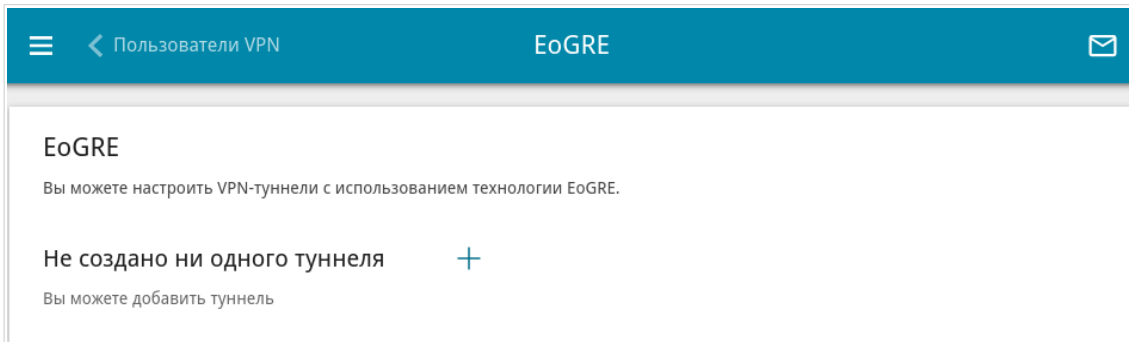 Пользователи VPN
EoGRE
EoGRE
Вы можете настроить VPN-туннели с использованием технологии EoGRE.
Не создано ни одного туннеля
Вы можете добавить туннель